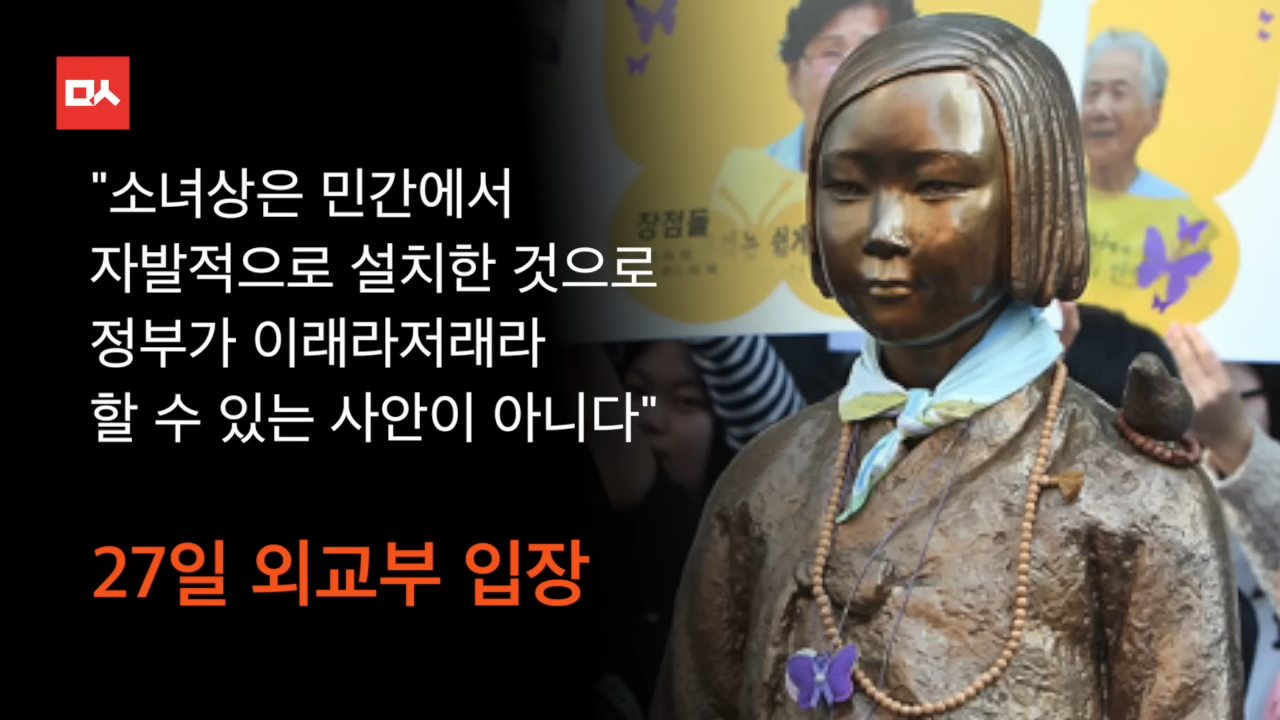 "소녀상은 민간에서
자발적으로 설치한 것으로
정부가 이래라저래라
할 수 있는 사안이 아니다"
27일 외교부 입장
장점들